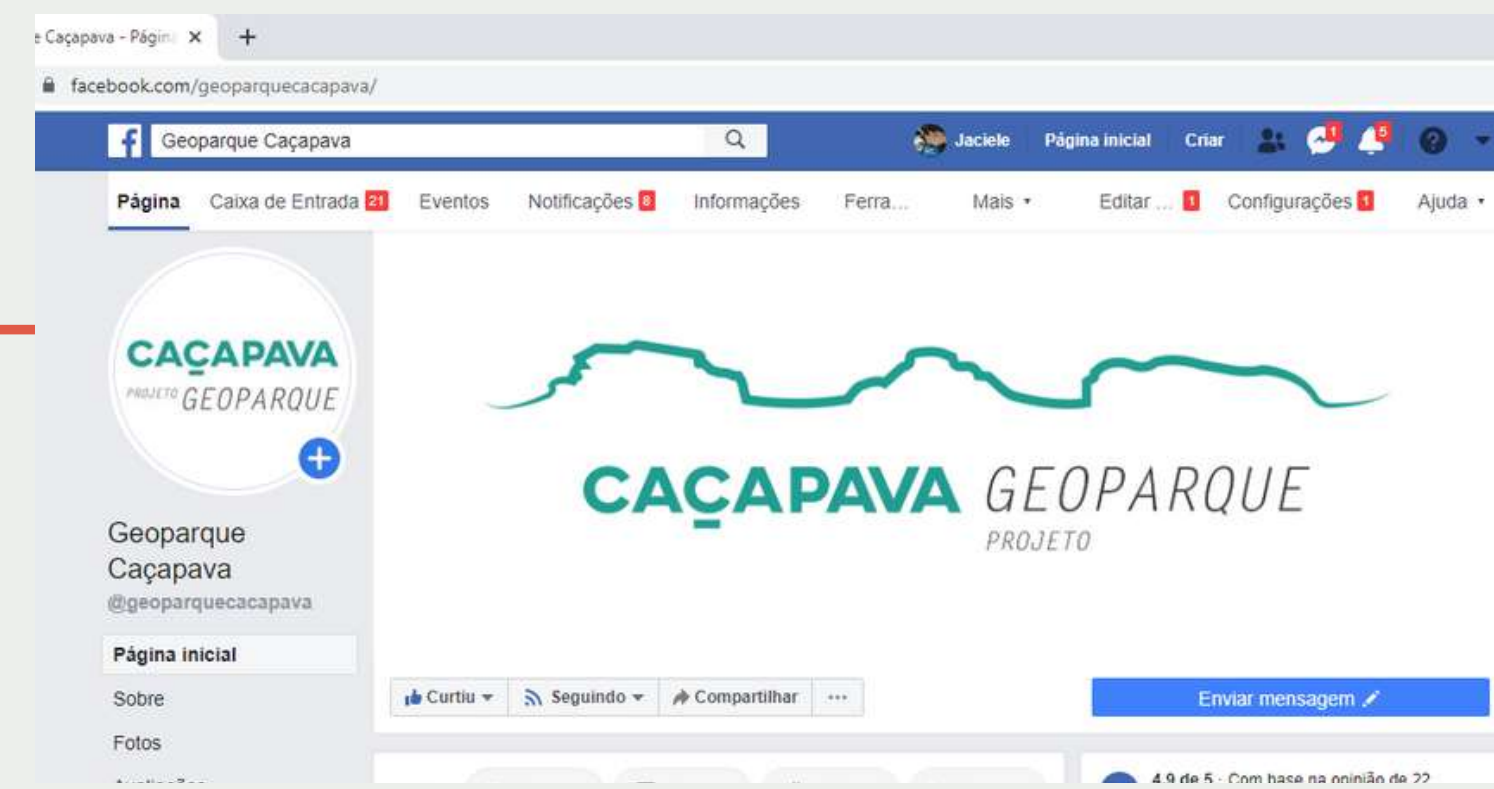 e Caçapava - Págin
facebook.com/geoparquecacapava/
Geoparque Caçapava
Jaciele Página inicial Criar 1 5
Página Caixa de Entrada 21 Eventos Notificações 8 Informações Ferra... Mais Editar ... 1 Configurações 1 Ajuda
CAÇAPAVA
PROJETO GEOPARQUE
CAÇAPAVA GEOPARQUE
PROJETO
Geoparque
Caçapava
@geoparquecacapava
Página inicial
Sobre
Fotos
Curtiu Seguindo Compartilhar ...
Enviar mensagem
4,9 de 5 · Com base na opinião de 22